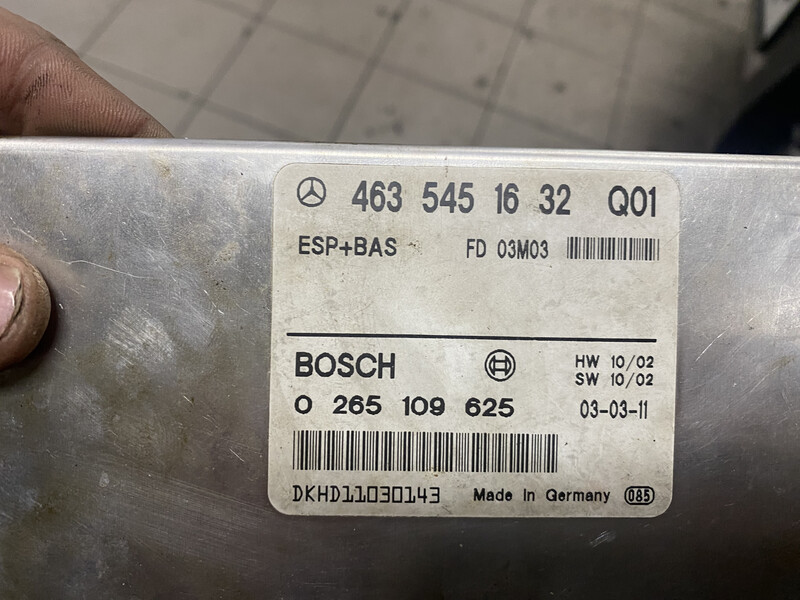 463 545 16 32 Q01
ESP+BAS FD 03M03
BOSCH HW 10/02
SW 10/02
0 265 109 625 03-03-11
DKHD11030143 Made in Germany 085